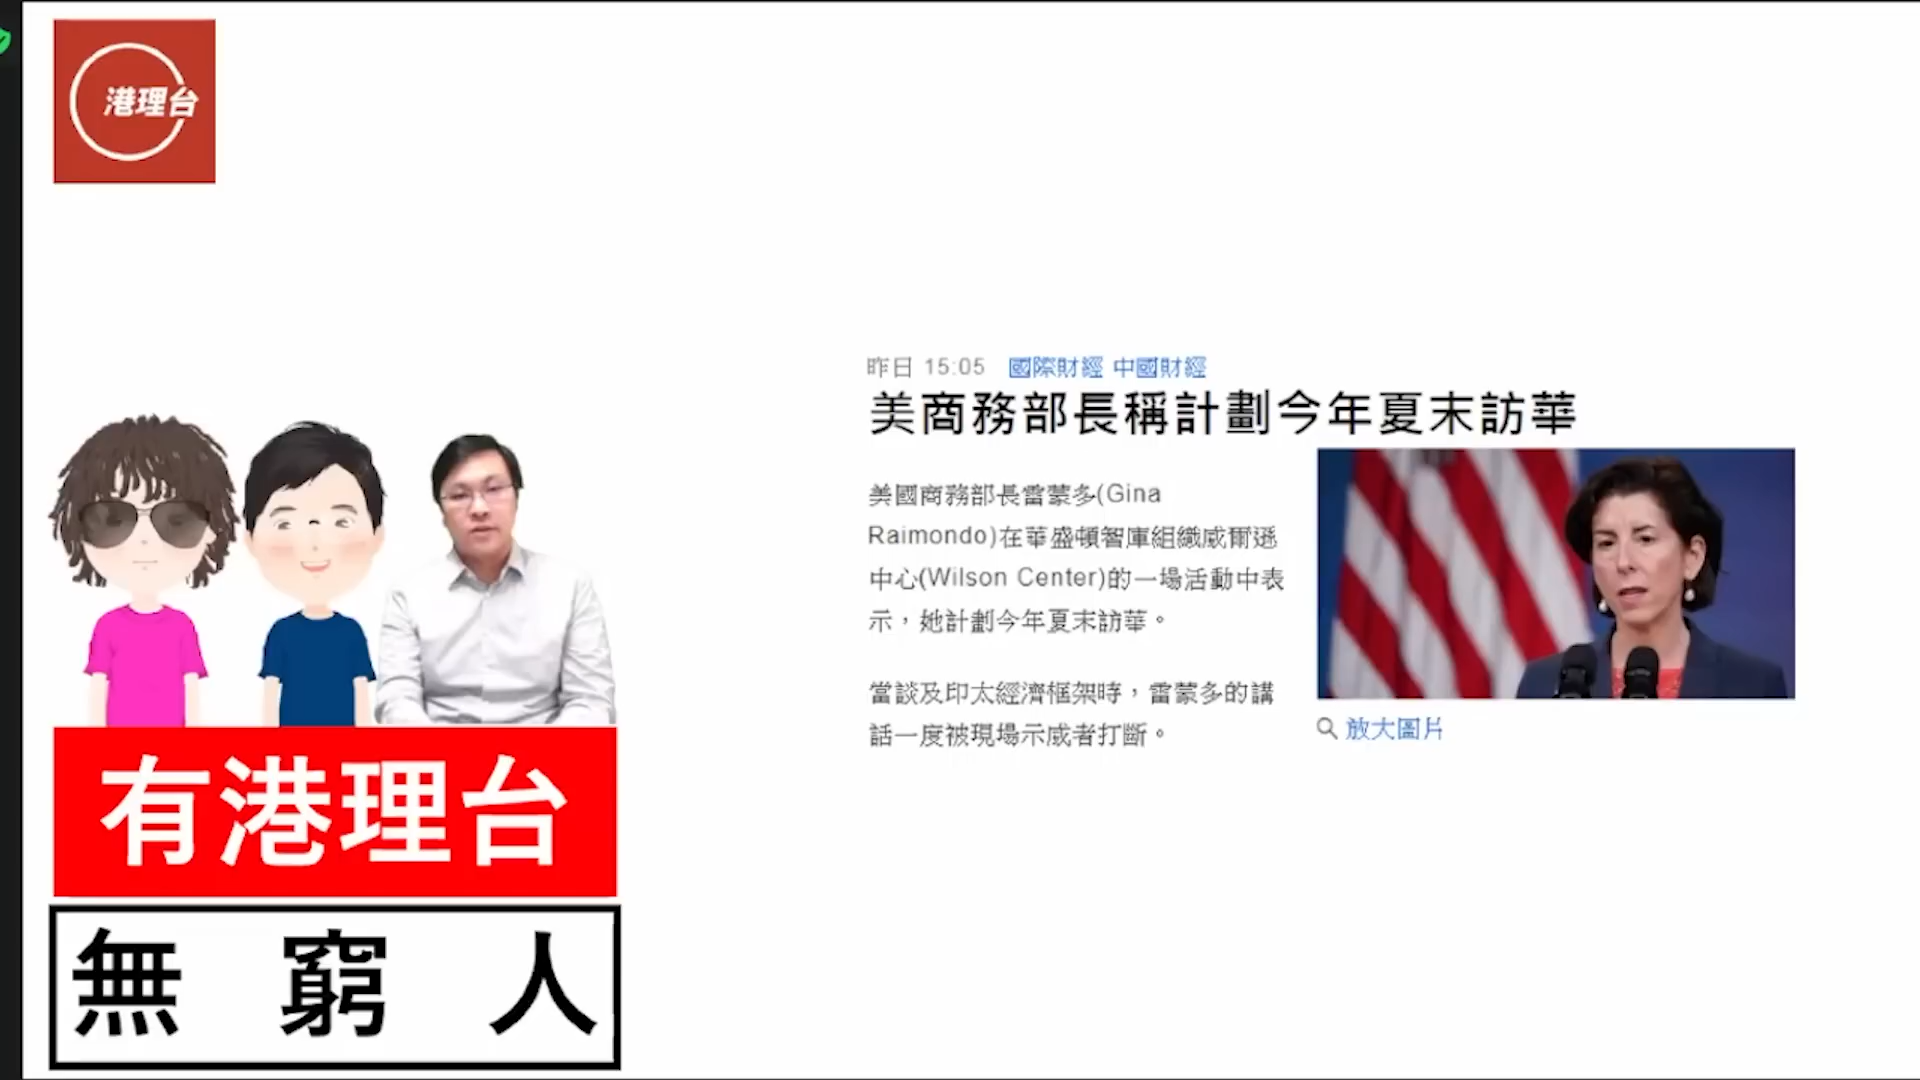 港理台
昨日 15:05 國際財經 中國財經
美商務部長稱計劃今年夏末訪華
美國商務部長雷蒙多(Gina
Raimondo)在華盛頓智庫組織威爾遜
中心(Wilson Center)的一場活動中表
示，她計劃今年夏末訪華。
當談及印太經濟框架時，雷蒙多的講
話一度被現場示威者打斷。
放大圖片
有港理台
無窮人